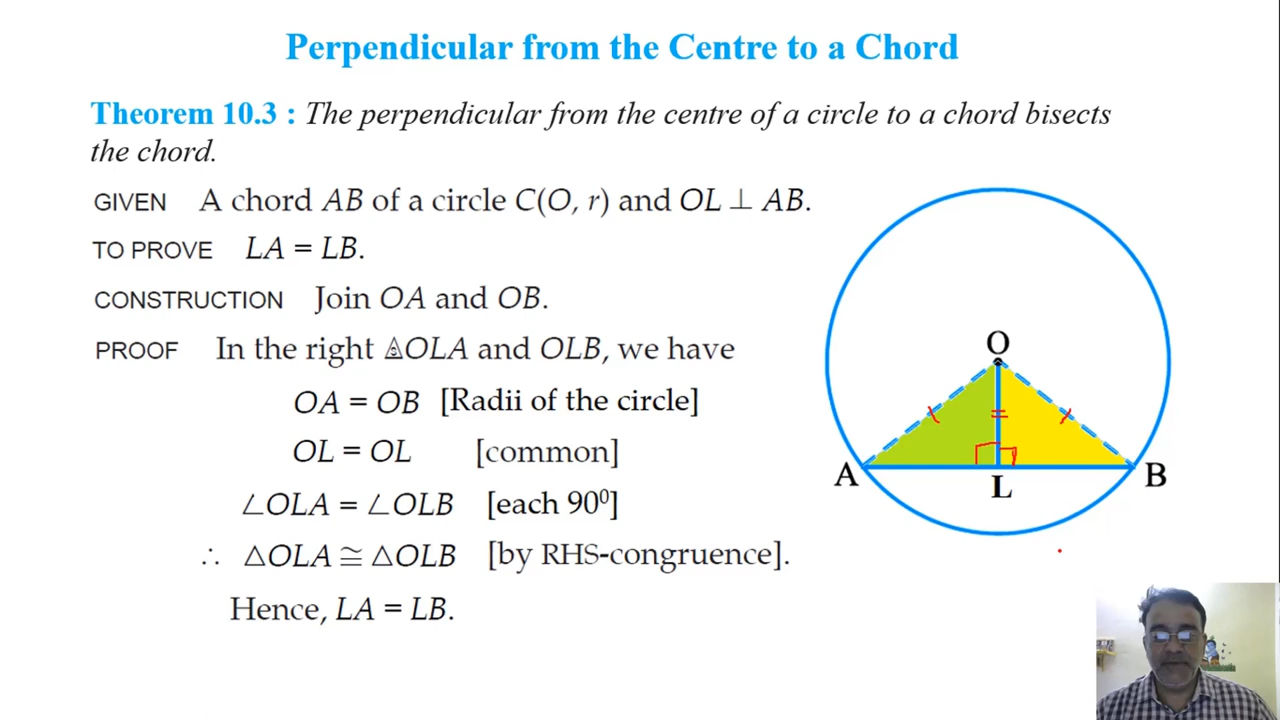 Perpendicular from the Centre to a Chord
Theorem 10.3 : The perpendicular from the centre of a circle to a chord bisects
the chord.
GIVEN A chord AB of a circle C(O, r) and OL ⊥ AB.
TO PROVE LA = LB.
CONSTRUCTION Join OA and OB.
PROOF In the right △OLA and OLB, we have
OA = OB [Radii of the circle]
OL = OL [common]
∠OLA = ∠OLB [each 90⁰]
∴ △OLA ≅ △OLB [by RHS-congruence].
Hence, LA = LB.
O
A
L
B